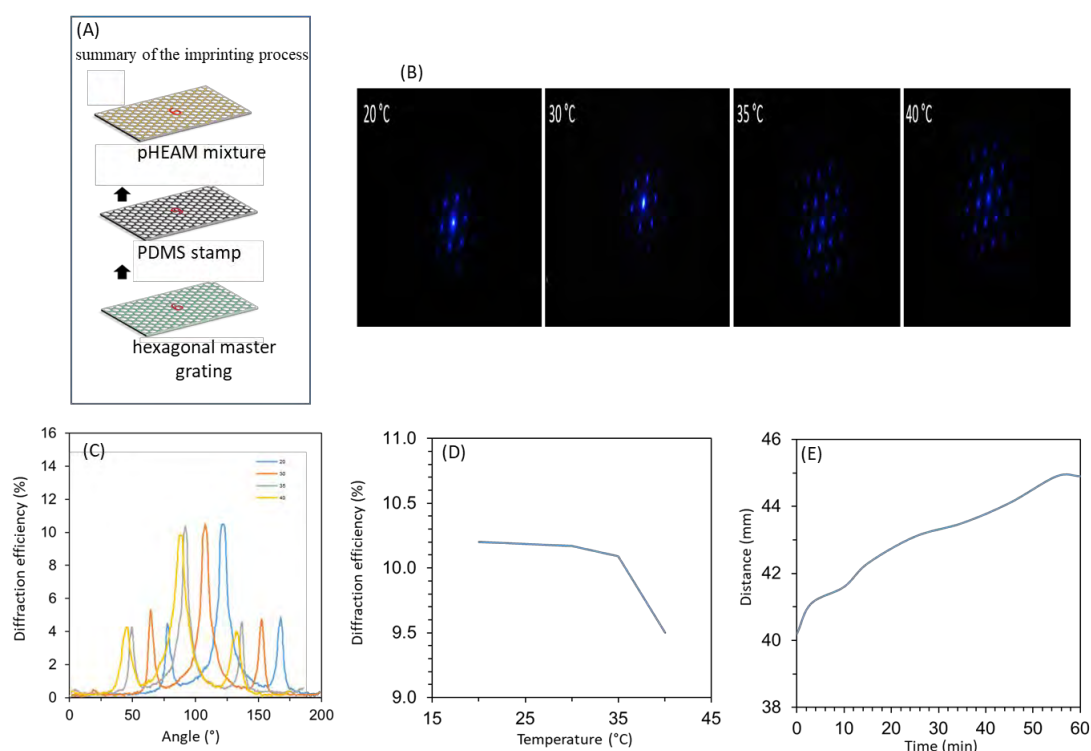 (A)
summary of the imprinting process
pHEAM mixture
PDMS stamp
hexagonal master
grating
(B)
20 °C
30 °C
35 °C
40 °C
(C)
Diffraction efficiency (%)
16
14
12
10
8
6
4
2
0
0
50
100
150
200
Angle (°)
20
30
35
40
(D)
Diffraction efficiency (%)
11.0
10.5
10.0
9.5
9.0
15
25
35
45
Temperature (°C)
(E)
Distance (mm)
46
44
42
40
38
0
10
20
30
40
50
60
Time (min)